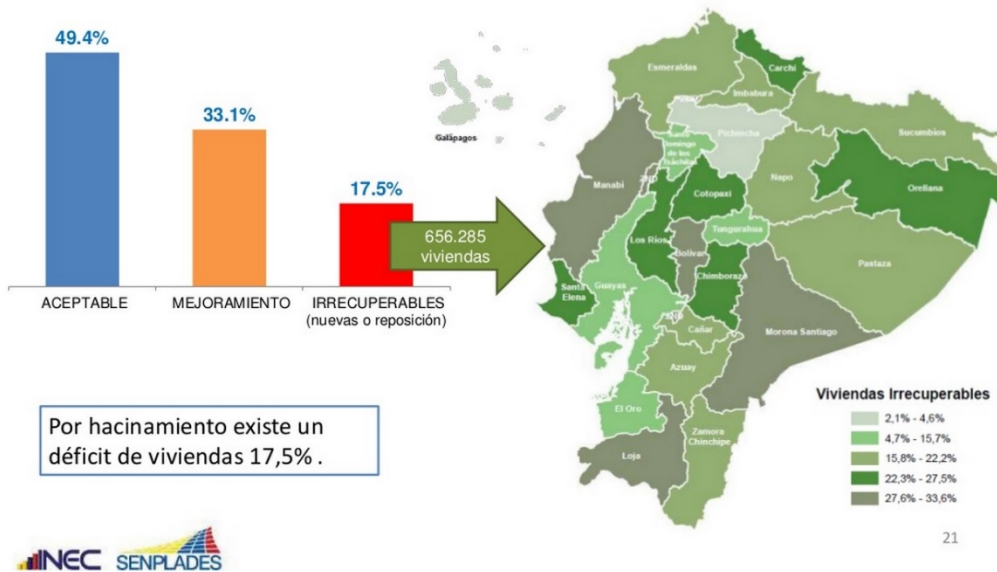 49.4%
33.1%
17.5%
ACEPTABLE
MEJORAMIENTO
IRRECUPERABLES
(nuevas o reposición)
656.285
viviendas
Por hacinamiento existe un
déficit de viviendas 17,5% .
INEC
SENPLADES
Galápagos
Esmeraldas
Carchi
Imbabura
Sucumbíos
Pichincha
Santo
Domingo
de los
Tsáchilas
Napo
Orellana
Manabí
Cotopaxi
Tungurahua
Los Ríos
Bolívar
Pastaza
Chimborazo
Santa
Elena
Guayas
Cañar
Morona Santiago
Azuay
El Oro
Zamora
Chinchipe
Loja
Viviendas Irrecuperables
2,1% - 4,6%
4,7% - 15,7%
15,8% - 22,2%
22,3% - 27,5%
27,6% - 33,6%
21